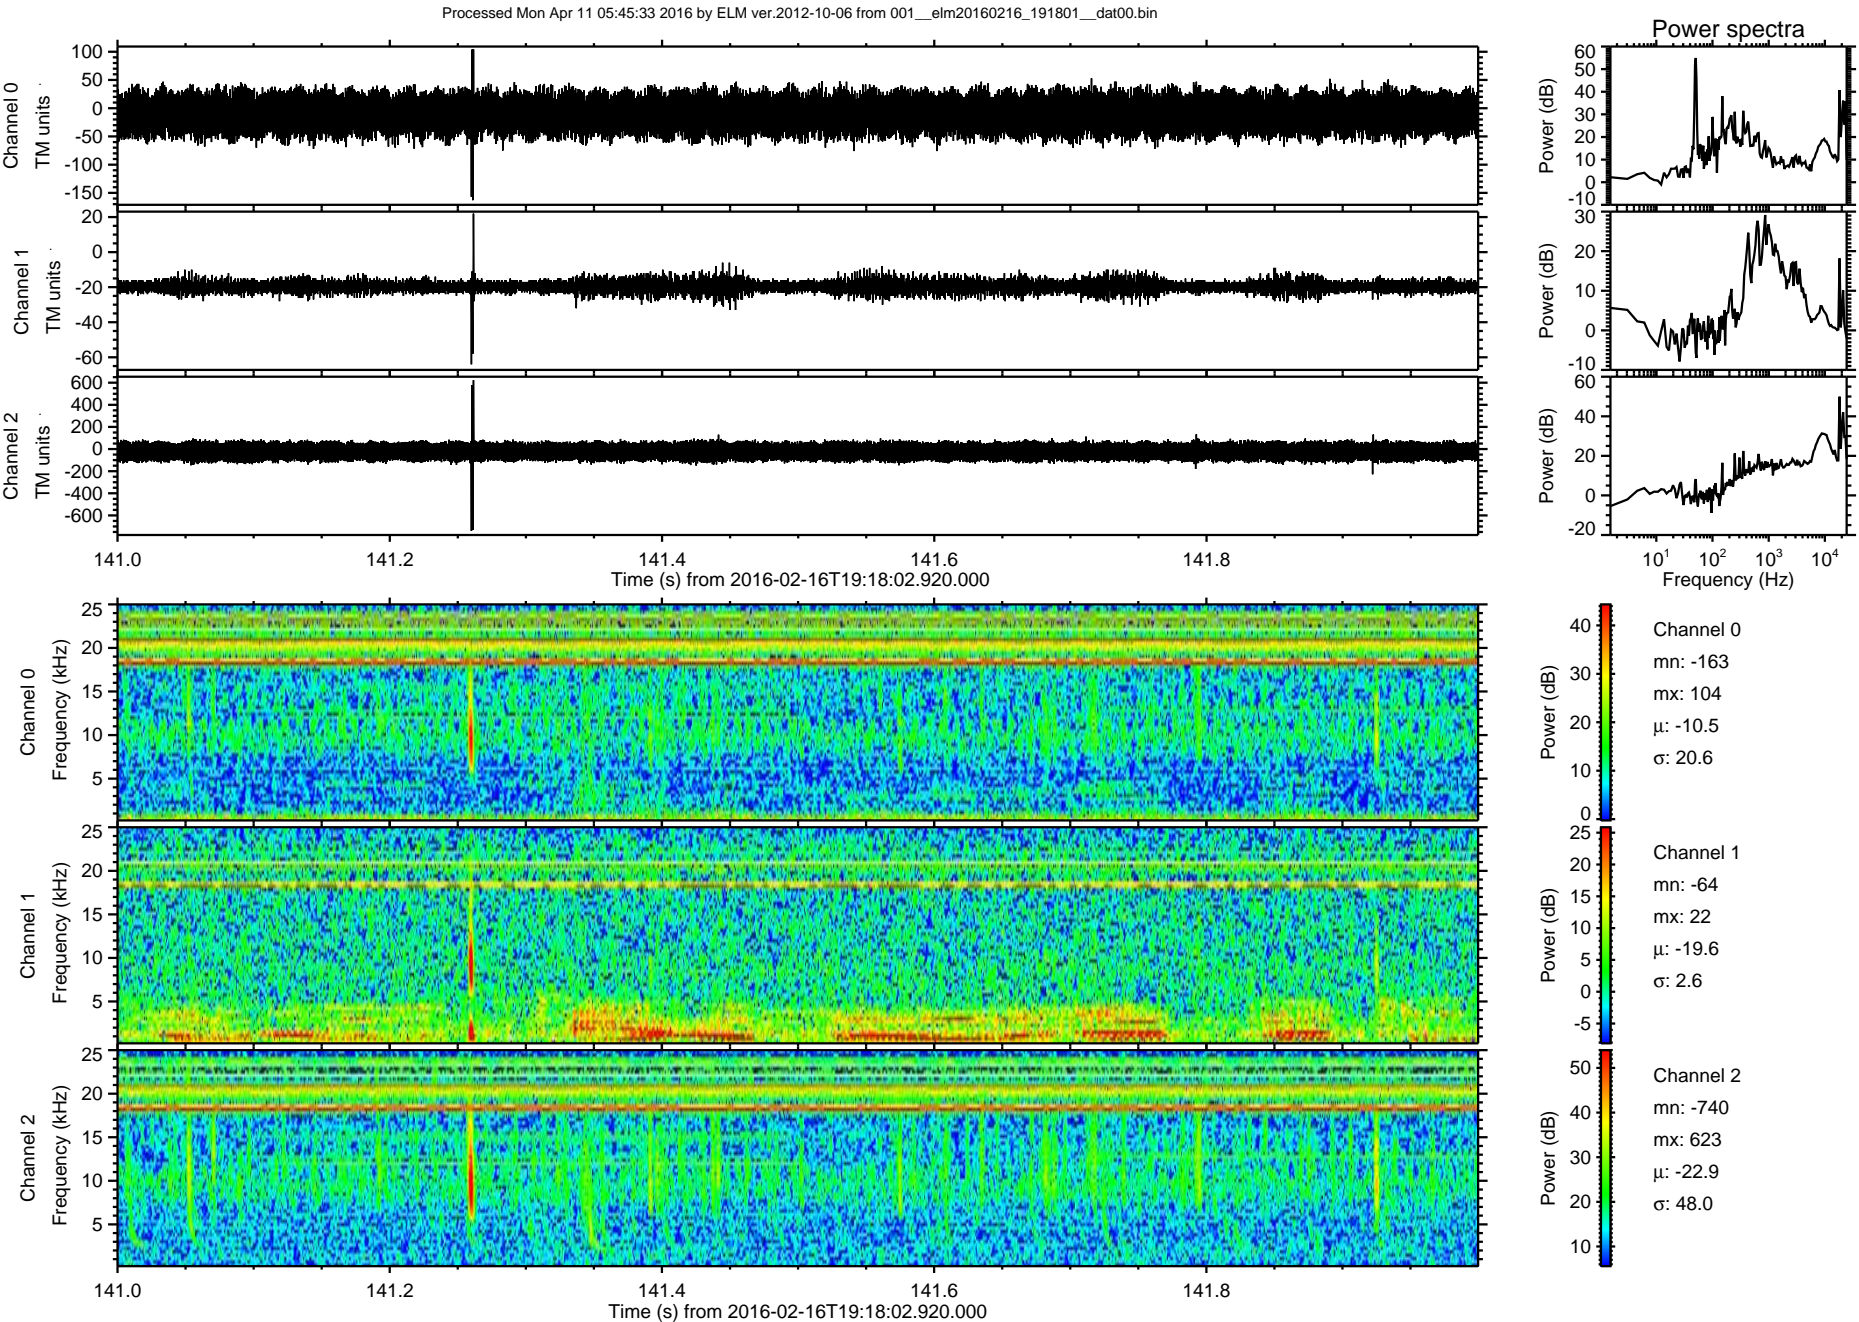 Processed Mon Apr 11 05:45:33 2016 by ELM ver.2012-10-06 from 001__elm20160216_191801__dat00.bin
Power spectra
Channel 0
TM units
100
50
0
-50
-100
-150
Power (dB)
60
50
40
30
20
10
0
-10
Channel 1
TM units
20
0
-20
-40
-60
Power (dB)
30
20
10
0
-10
Channel 2
TM units
600
400
200
0
-200
-400
-600
Power (dB)
60
40
20
0
-20
141.0 141.2 141.4 141.6 141.8
Time (s) from 2016-02-16T19:18:02.920.000
10^1 10^2 10^3 10^4
Frequency (Hz)
Channel 0
Frequency (kHz)
25
20
15
10
5
Power (dB)
40
30
20
10
0
Channel 0
mn: -163
mx: 104
μ: -10.5
σ: 20.6
Channel 1
Frequency (kHz)
25
20
15
10
5
Power (dB)
25
20
15
10
5
0
-5
Channel 1
mn: -64
mx: 22
μ: -19.6
σ: 2.6
Channel 2
Frequency (kHz)
25
20
15
10
5
Power (dB)
50
40
30
20
10
Channel 2
mn: -740
mx: 623
μ: -22.9
σ: 48.0
141.0 141.2 141.4 141.6 141.8
Time (s) from 2016-02-16T19:18:02.920.000